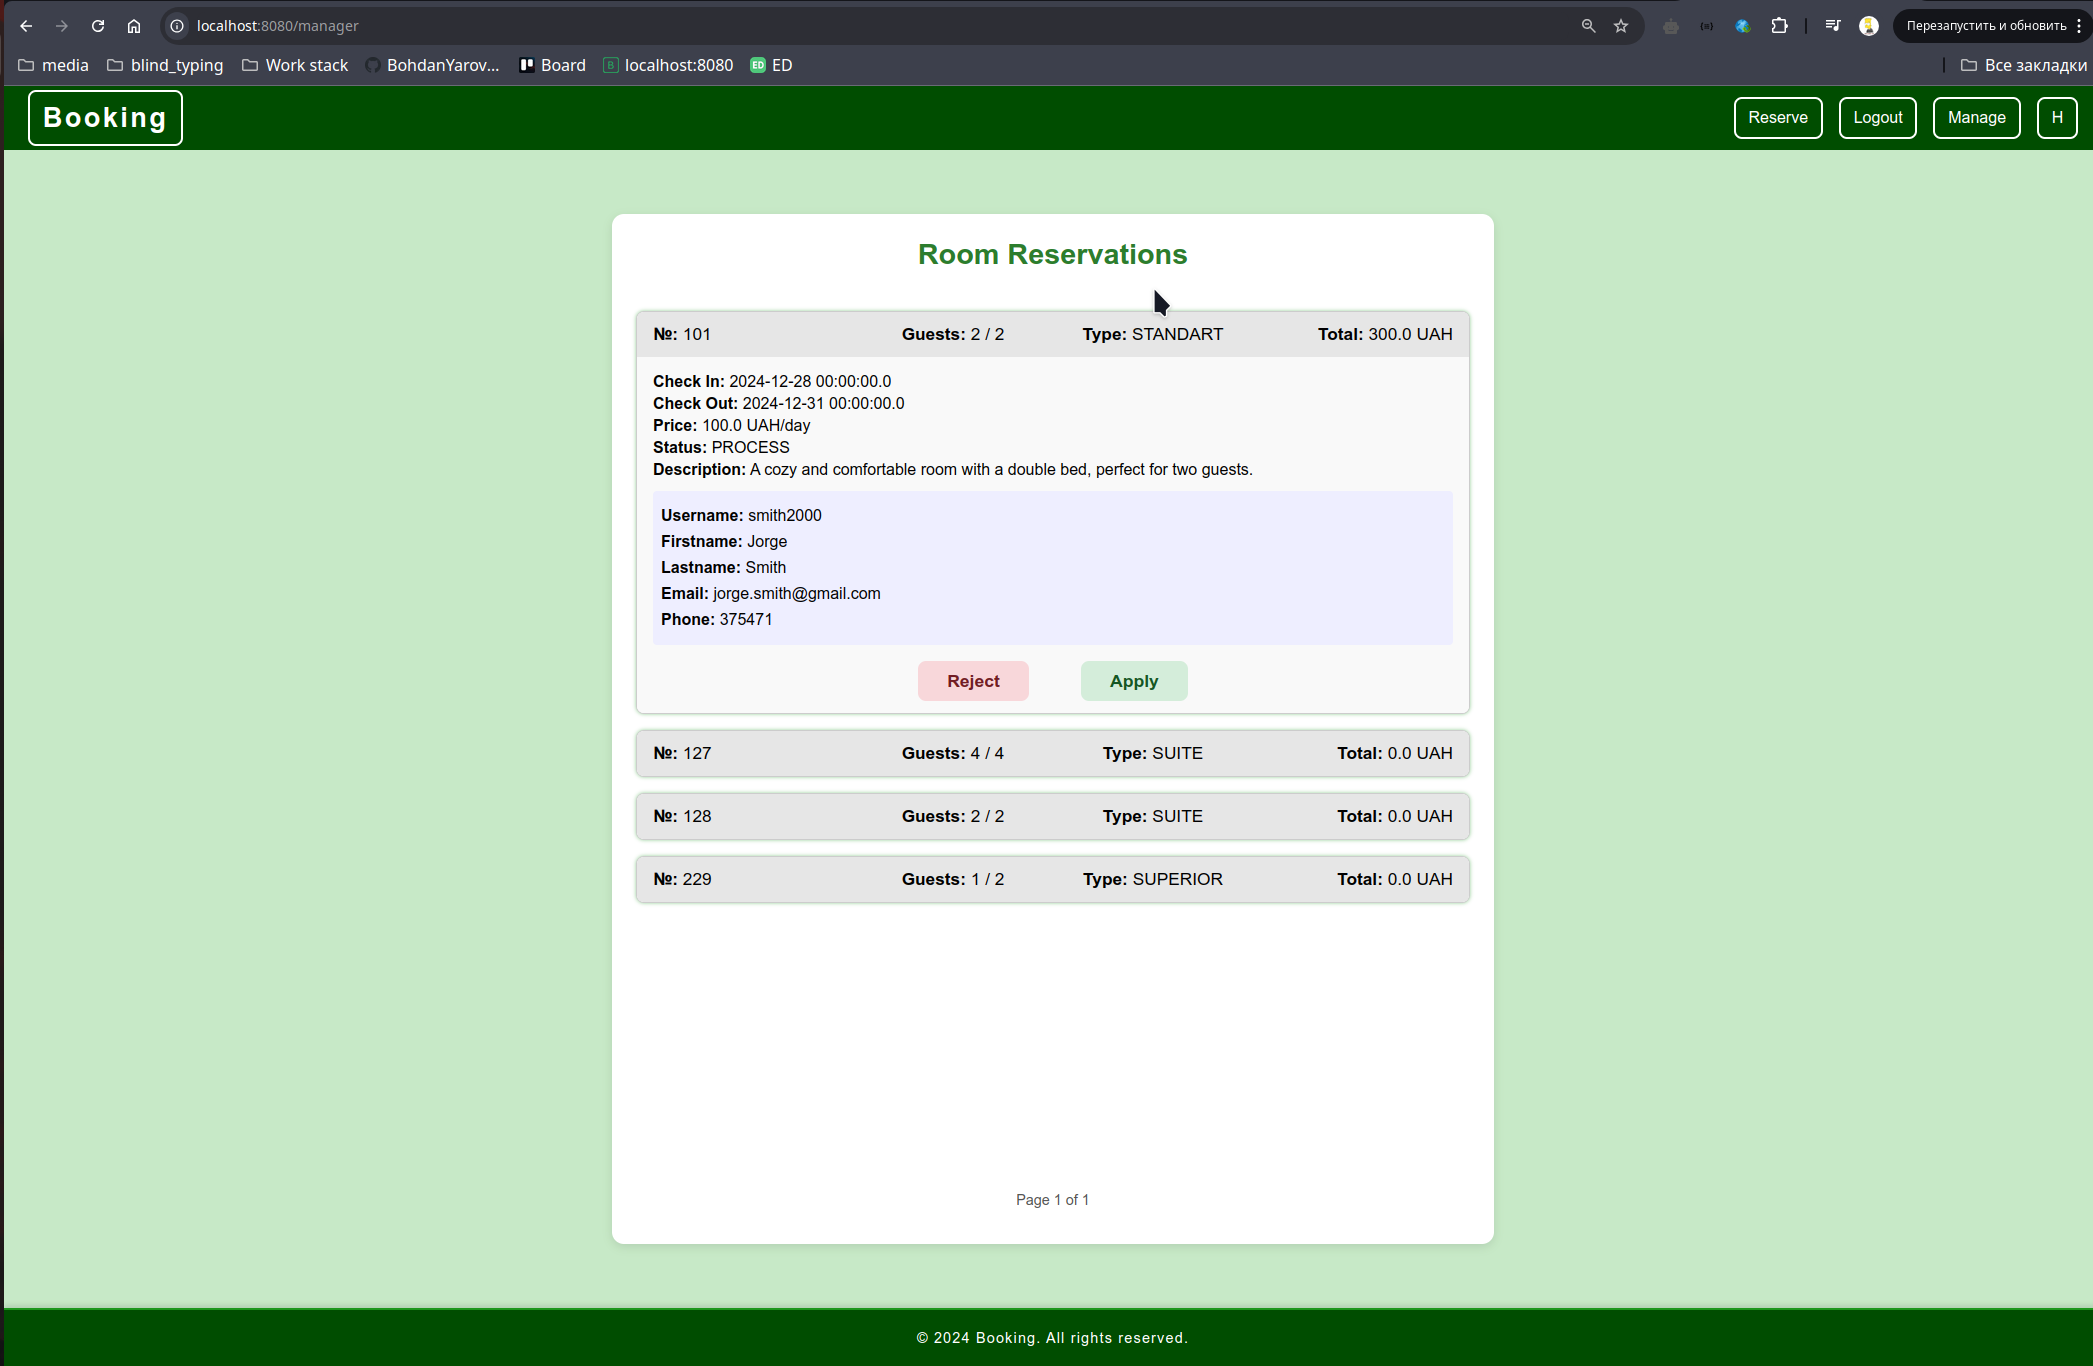 localhost:8080/manager
Перезапустить и обновить
media blind_typing Work stack BohdanYarov... Board localhost:8080 ED Все закладки
Booking Reserve Logout Manage H
Room Reservations
№: 101 Guests: 2 / 2 Type: STANDART Total: 300.0 UAH
Check In: 2024-12-28 00:00:00.0
Check Out: 2024-12-31 00:00:00.0
Price: 100.0 UAH/day
Status: PROCESS
Description: A cozy and comfortable room with a double bed, perfect for two guests.
Username: smith2000
Firstname: Jorge
Lastname: Smith
Email: jorge.smith@gmail.com
Phone: 375471
Reject Apply
№: 127 Guests: 4 / 4 Type: SUITE Total: 0.0 UAH
№: 128 Guests: 2 / 2 Type: SUITE Total: 0.0 UAH
№: 229 Guests: 1 / 2 Type: SUPERIOR Total: 0.0 UAH
Page 1 of 1
© 2024 Booking. All rights reserved.